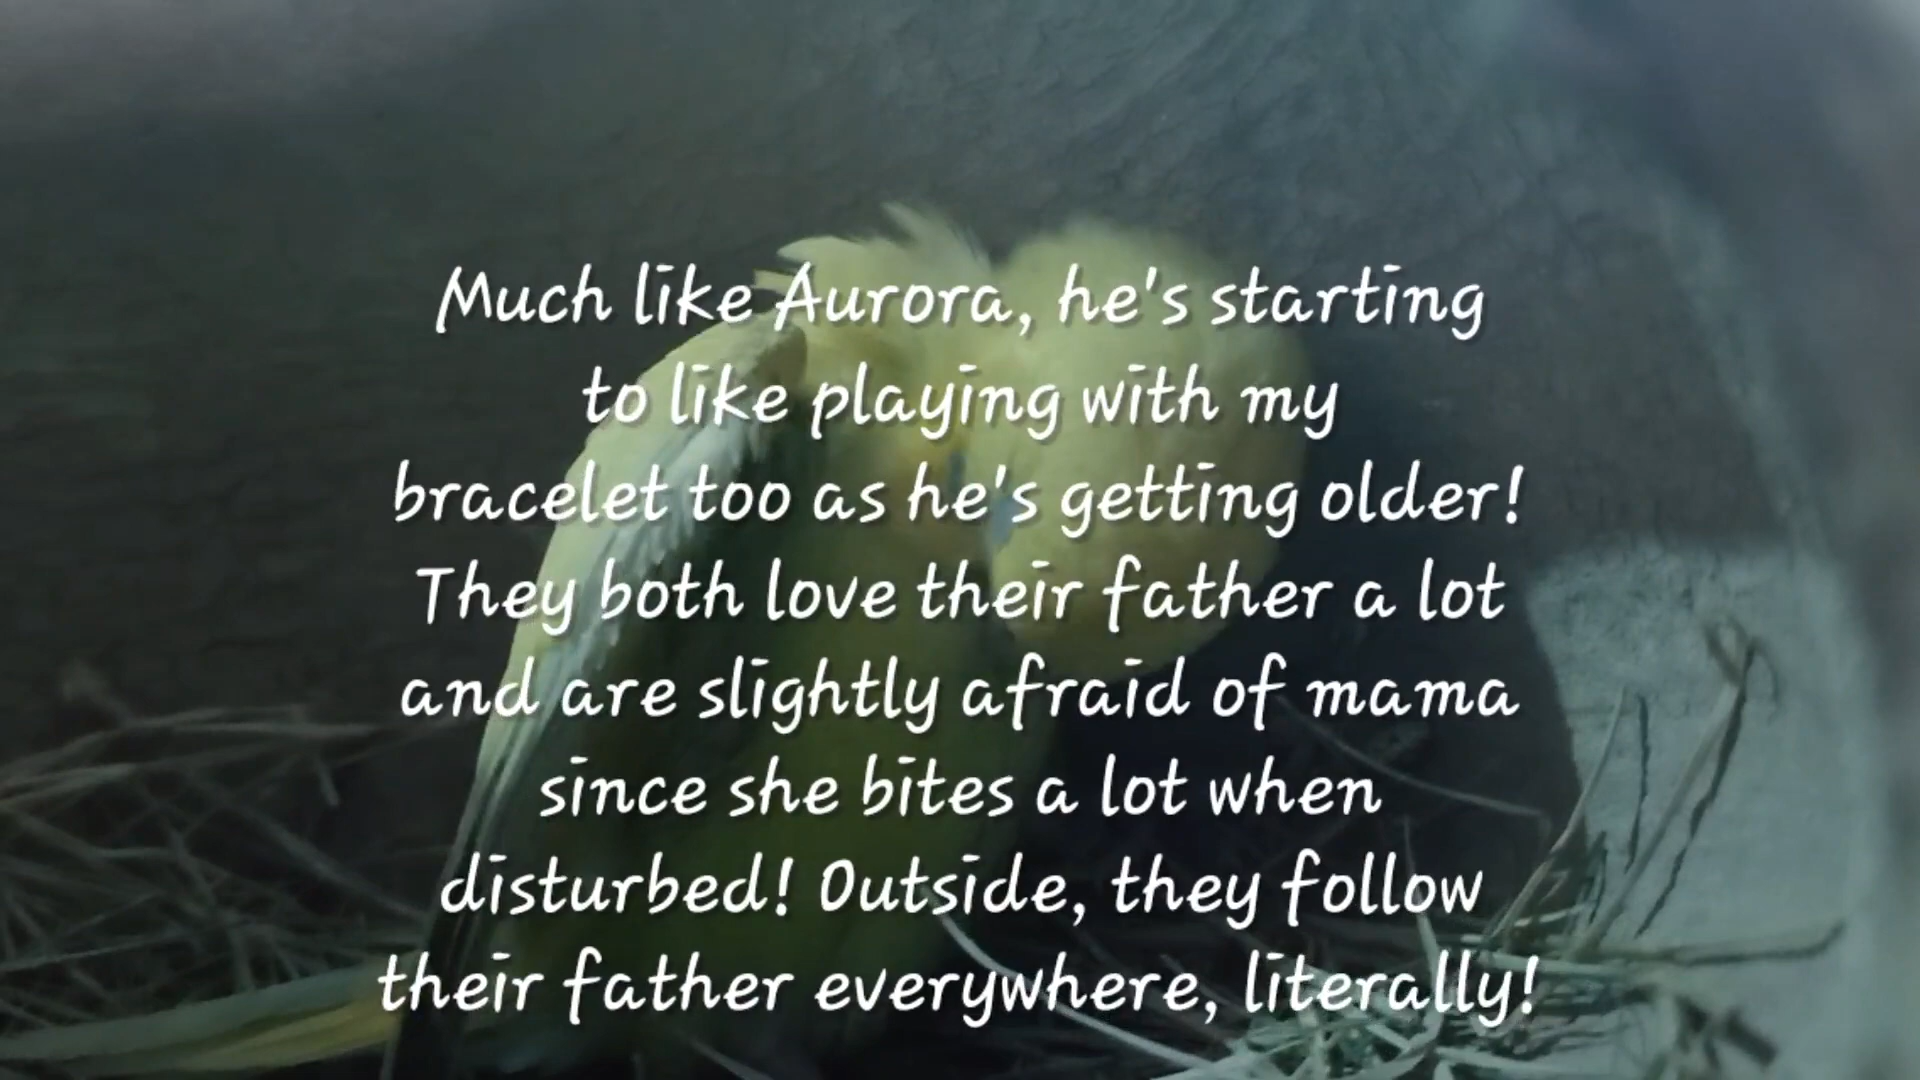 Much like Aurora, he's starting
to like playing with my
bracelet too as he's getting older!
They both love their father a lot
and are slightly afraid of mama
since she bites a lot when
disturbed! Outside, they follow
their father everywhere, literally!